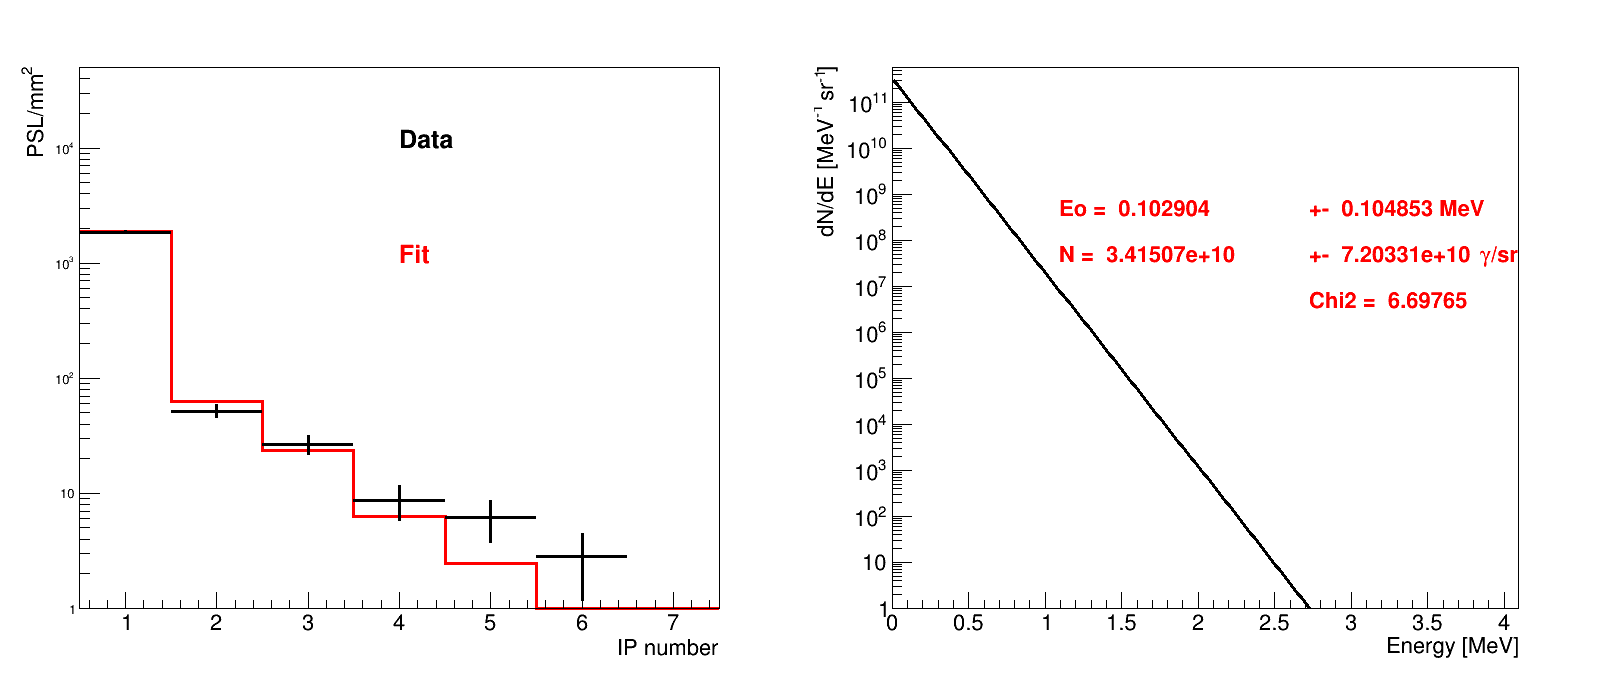 PSL/mm²
10⁴
10³
10²
10
1
Data
Fit
1 2 3 4 5 6 7
IP number
dN/dE [MeV⁻¹ sr⁻¹]
10¹¹
10¹⁰
10⁹
10⁸
10⁷
10⁶
10⁵
10⁴
10³
10²
10
1
Eo = 0.102904 +- 0.104853 MeV
N = 3.41507e+10 +- 7.20331e+10 γ/sr
Chi2 = 6.69765
0 0.5 1 1.5 2 2.5 3 3.5 4
Energy [MeV]